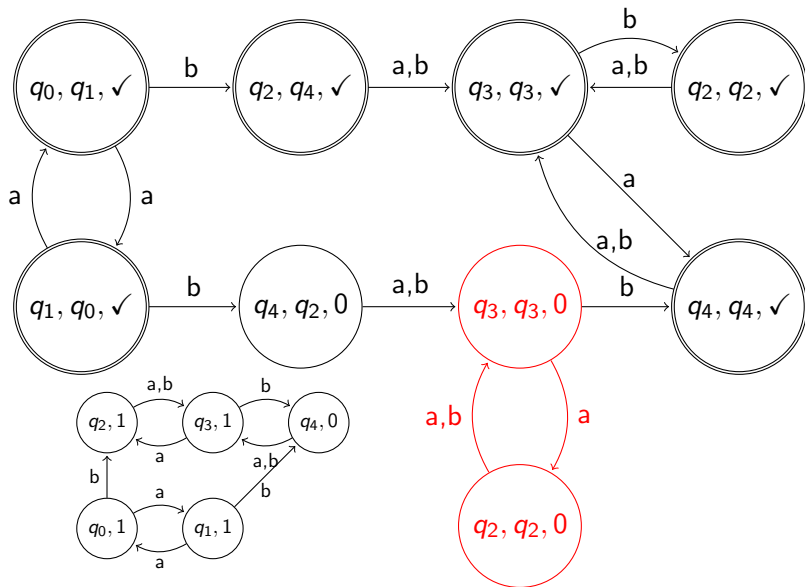 b
q₀, q₁, ✓ b q₂, q₄, ✓ a,b q₃, q₃, ✓ a,b q₂, q₂, ✓
a a a
a,b
q₁, q₀, ✓ b q₄, q₂, 0 a,b q₃, q₃, 0 b q₄, q₄, ✓
a,b b
q₂, 1 q₃, 1 q₄, 0
a a,b
a,b a
b a b
q₀, 1 q₁, 1 q₂, q₂, 0
a